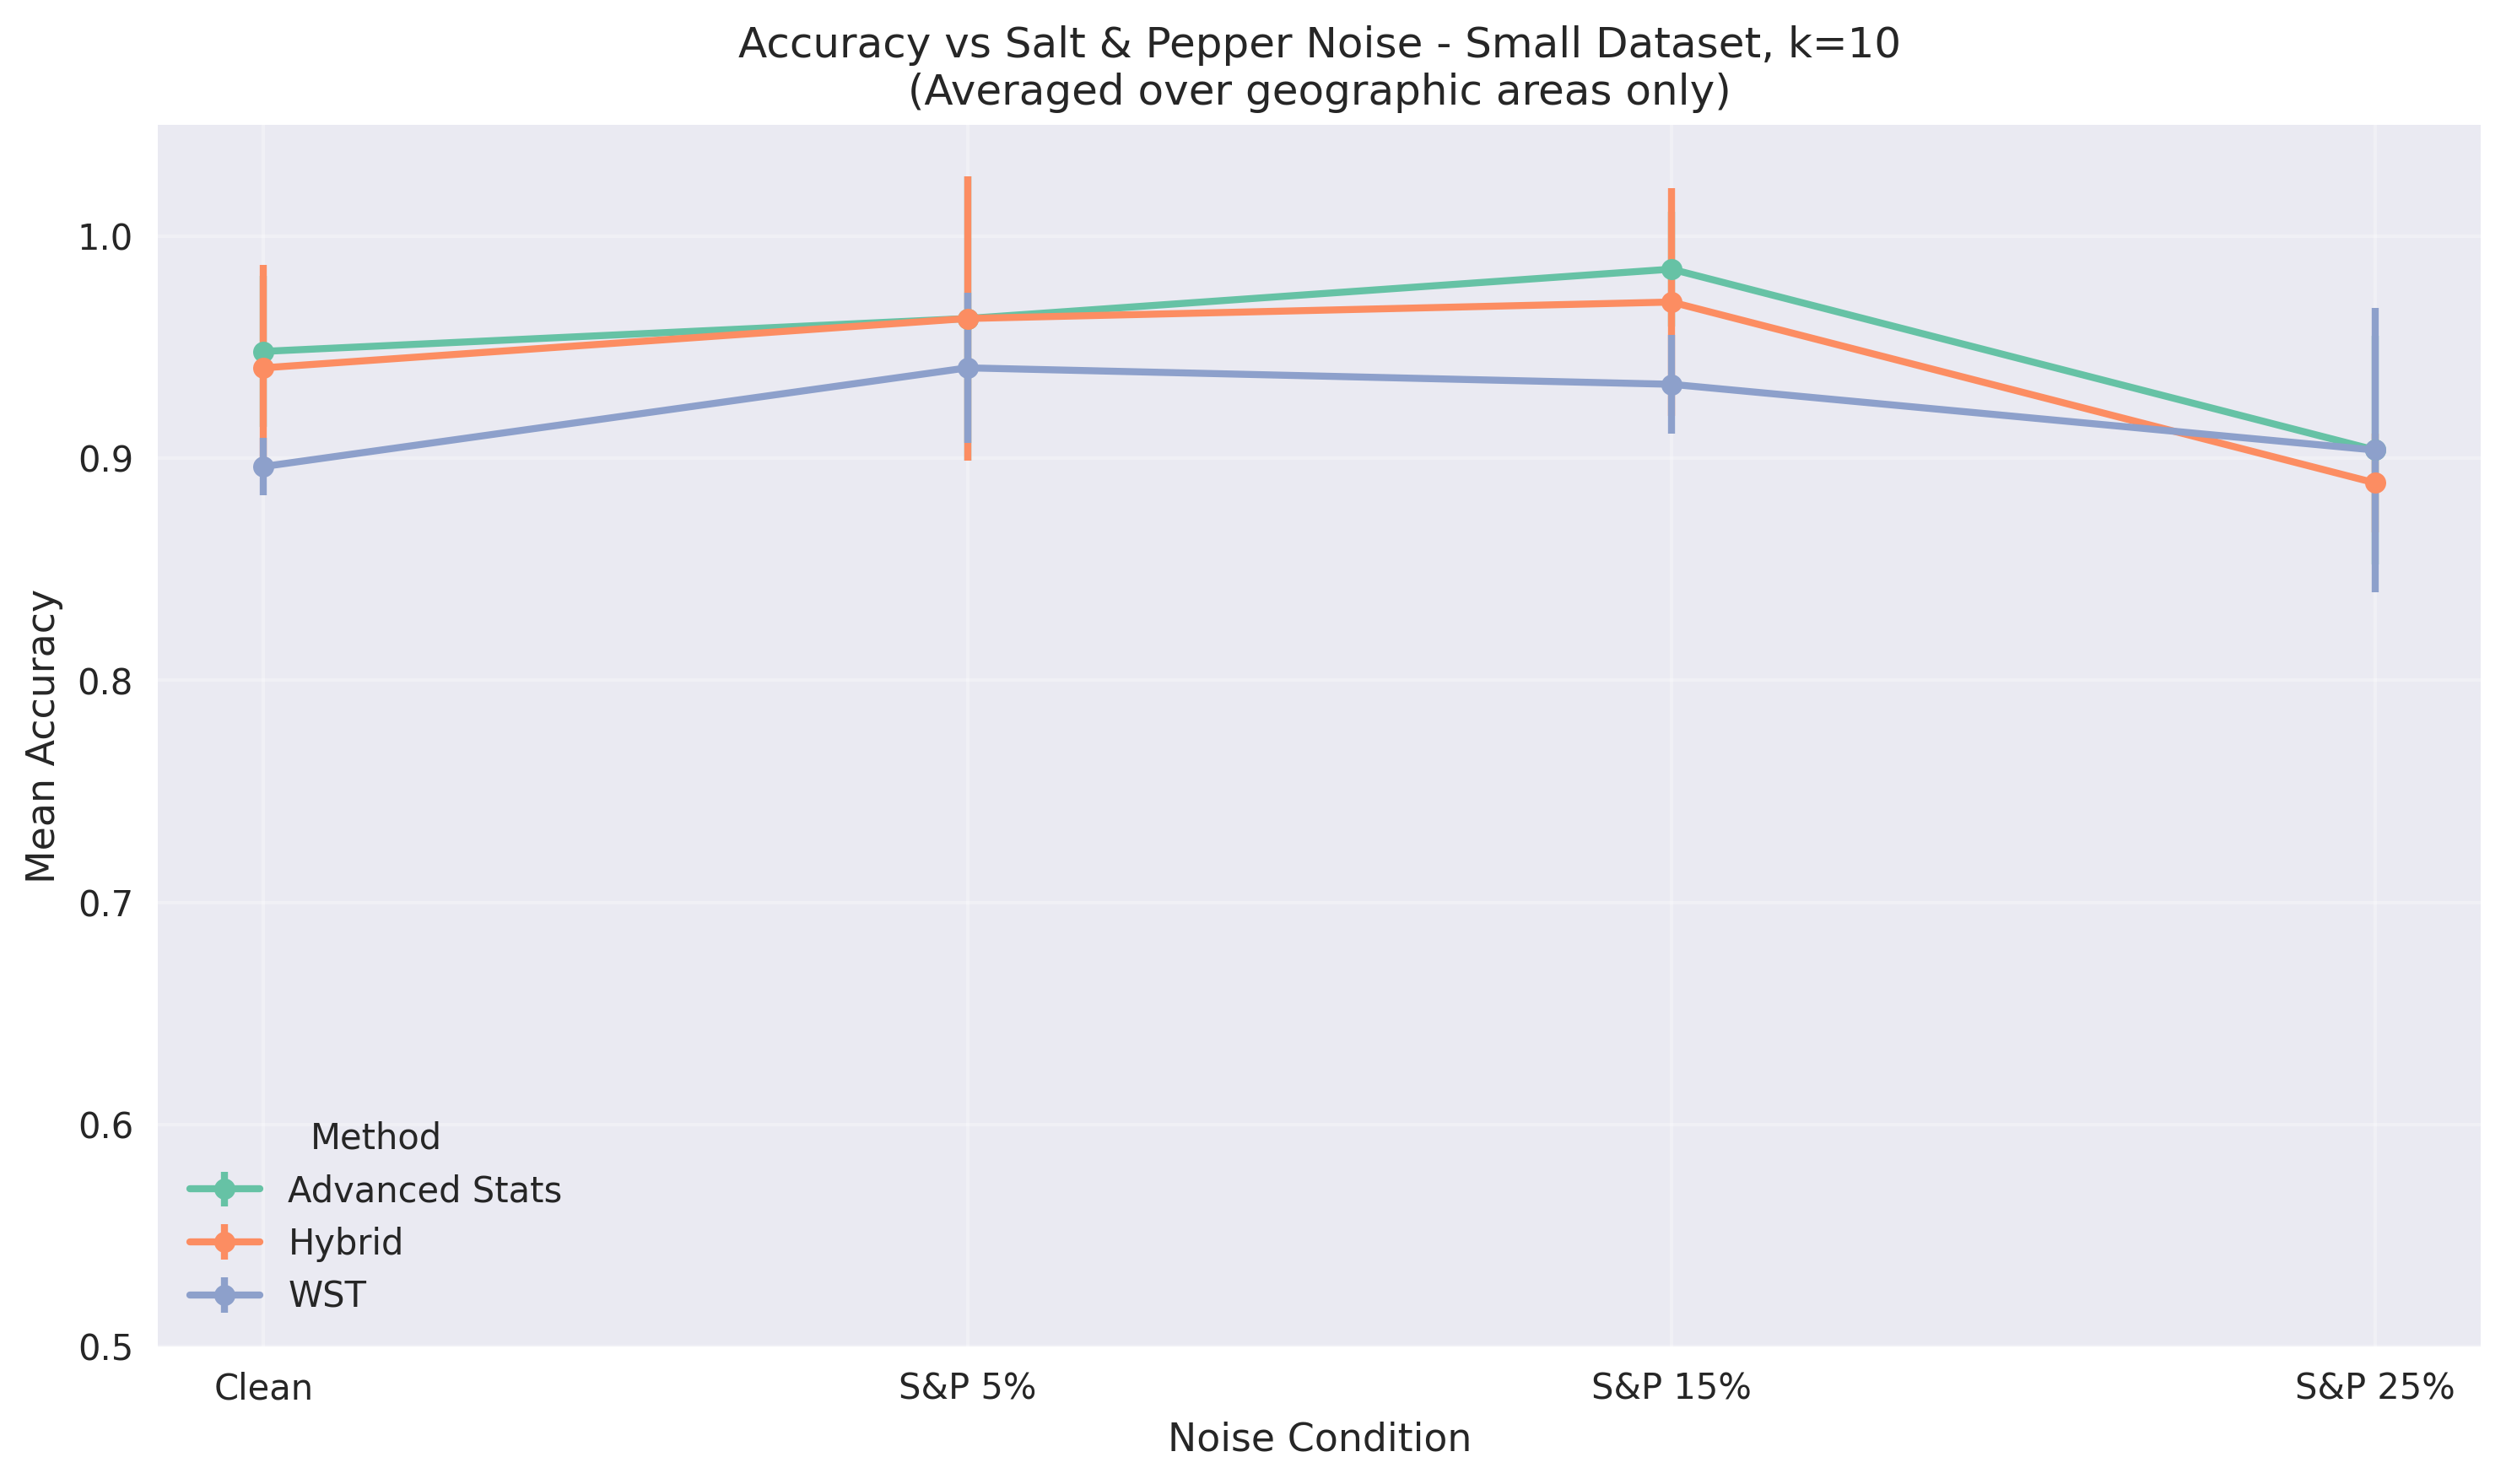 Accuracy vs Salt & Pepper Noise - Small Dataset, k=10
(Averaged over geographic areas only)
Mean Accuracy
1.0
0.9
0.8
0.7
0.6
0.5
Method
Advanced Stats
Hybrid
WST
Clean
S&P 5%
S&P 15%
S&P 25%
Noise Condition